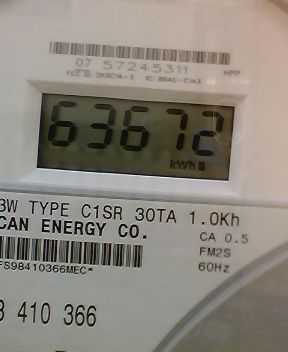 07 57245311
HPP
63672
kWh
3W TYPE C1SR 30TA 1.0Kh
CAN ENERGY CO.
CA 0.5
FM2S
60Hz
FS98410366MEC*
3 410 366